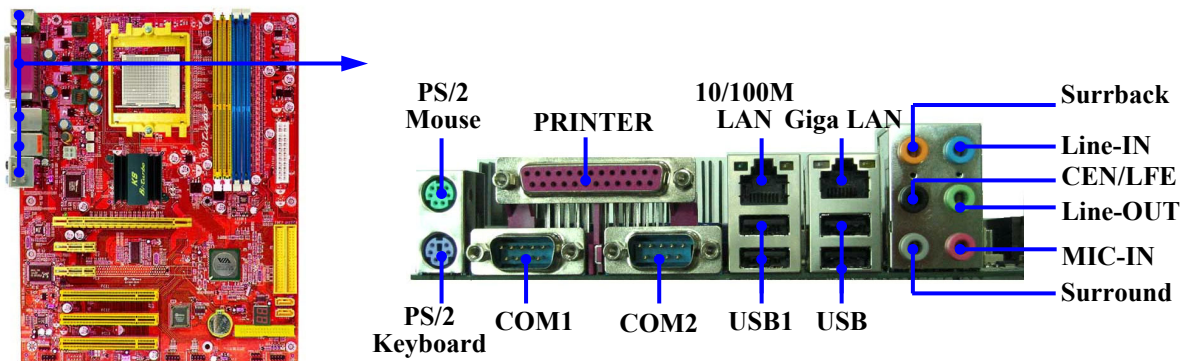 PS/2
Mouse
PRINTER
10/100M
LAN
Giga LAN
Surrback
Line-IN
CEN/LFE
Line-OUT
MIC-IN
Surround
PS/2
Keyboard
COM1
COM2
USB1
USB
K8